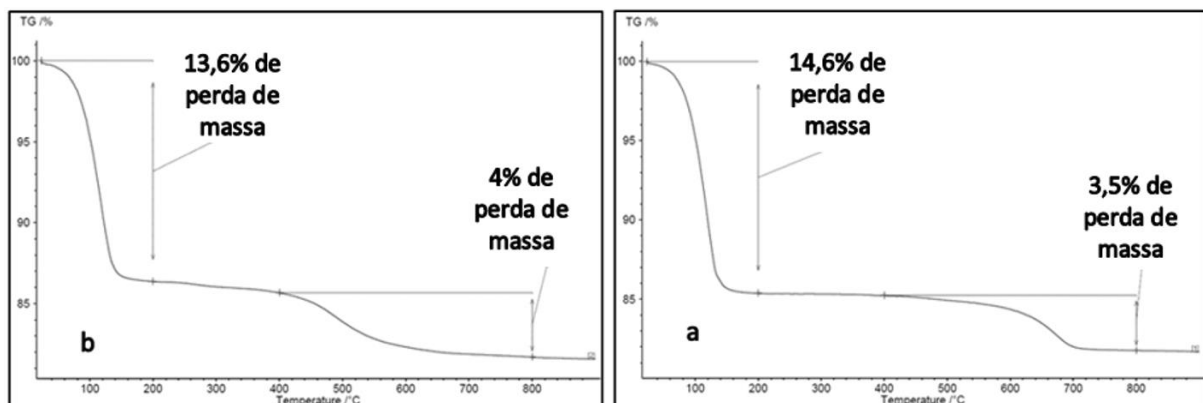 TG /%
100
95
90
85
13,6% de
perda de
massa
4% de
perda de
massa
b
100 200 300 400 500 600 700 800
Temperature /°C
TG /%
100
95
90
85
14,6% de
perda de
massa
3,5% de
perda de
massa
a
100 200 300 400 500 600 700 800
Temperature /°C